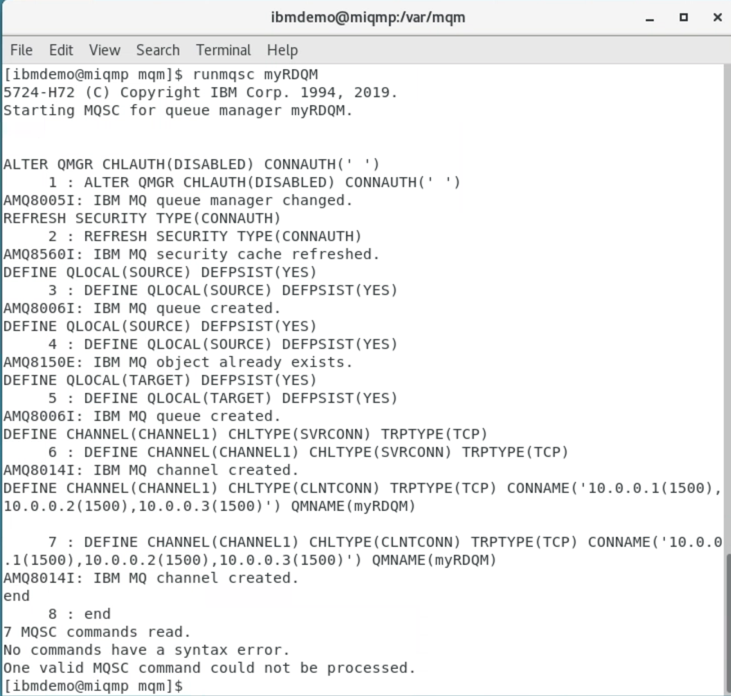 ibmdemo@miqmp:/var/mqm
File Edit View Search Terminal Help
[ibmdemo@miqmp mqm]$ runmqsc myRDQM
5724-H72 (C) Copyright IBM Corp. 1994, 2019.
Starting MQSC for queue manager myRDQM.
ALTER QMGR CHLAUTH(DISABLED) CONNAUTH(' ')
     1 : ALTER QMGR CHLAUTH(DISABLED) CONNAUTH(' ')
AMQ8005I: IBM MQ queue manager changed.
REFRESH SECURITY TYPE(CONNAUTH)
     2 : REFRESH SECURITY TYPE(CONNAUTH)
AMQ8560I: IBM MQ security cache refreshed.
DEFINE QLOCAL(SOURCE) DEFPSIST(YES)
     3 : DEFINE QLOCAL(SOURCE) DEFPSIST(YES)
AMQ8006I: IBM MQ queue created.
DEFINE QLOCAL(SOURCE) DEFPSIST(YES)
     4 : DEFINE QLOCAL(SOURCE) DEFPSIST(YES)
AMQ8150E: IBM MQ object already exists.
DEFINE QLOCAL(TARGET) DEFPSIST(YES)
     5 : DEFINE QLOCAL(TARGET) DEFPSIST(YES)
AMQ8006I: IBM MQ queue created.
DEFINE CHANNEL(CHANNEL1) CHLTYPE(SVRCONN) TRPTYPE(TCP)
     6 : DEFINE CHANNEL(CHANNEL1) CHLTYPE(SVRCONN) TRPTYPE(TCP)
AMQ8014I: IBM MQ channel created.
DEFINE CHANNEL(CHANNEL1) CHLTYPE(CLNTCONN) TRPTYPE(TCP) CONNAME('10.0.0.1(1500),
10.0.0.2(1500),10.0.0.3(1500)') QMNAME(myRDQM)
     7 : DEFINE CHANNEL(CHANNEL1) CHLTYPE(CLNTCONN) TRPTYPE(TCP) CONNAME('10.0.0
.1(1500),10.0.0.2(1500),10.0.0.3(1500)') QMNAME(myRDQM)
AMQ8014I: IBM MQ channel created.
end
     8 : end
7 MQSC commands read.
No commands have a syntax error.
One valid MQSC command could not be processed.
[ibmdemo@miqmp mqm]$